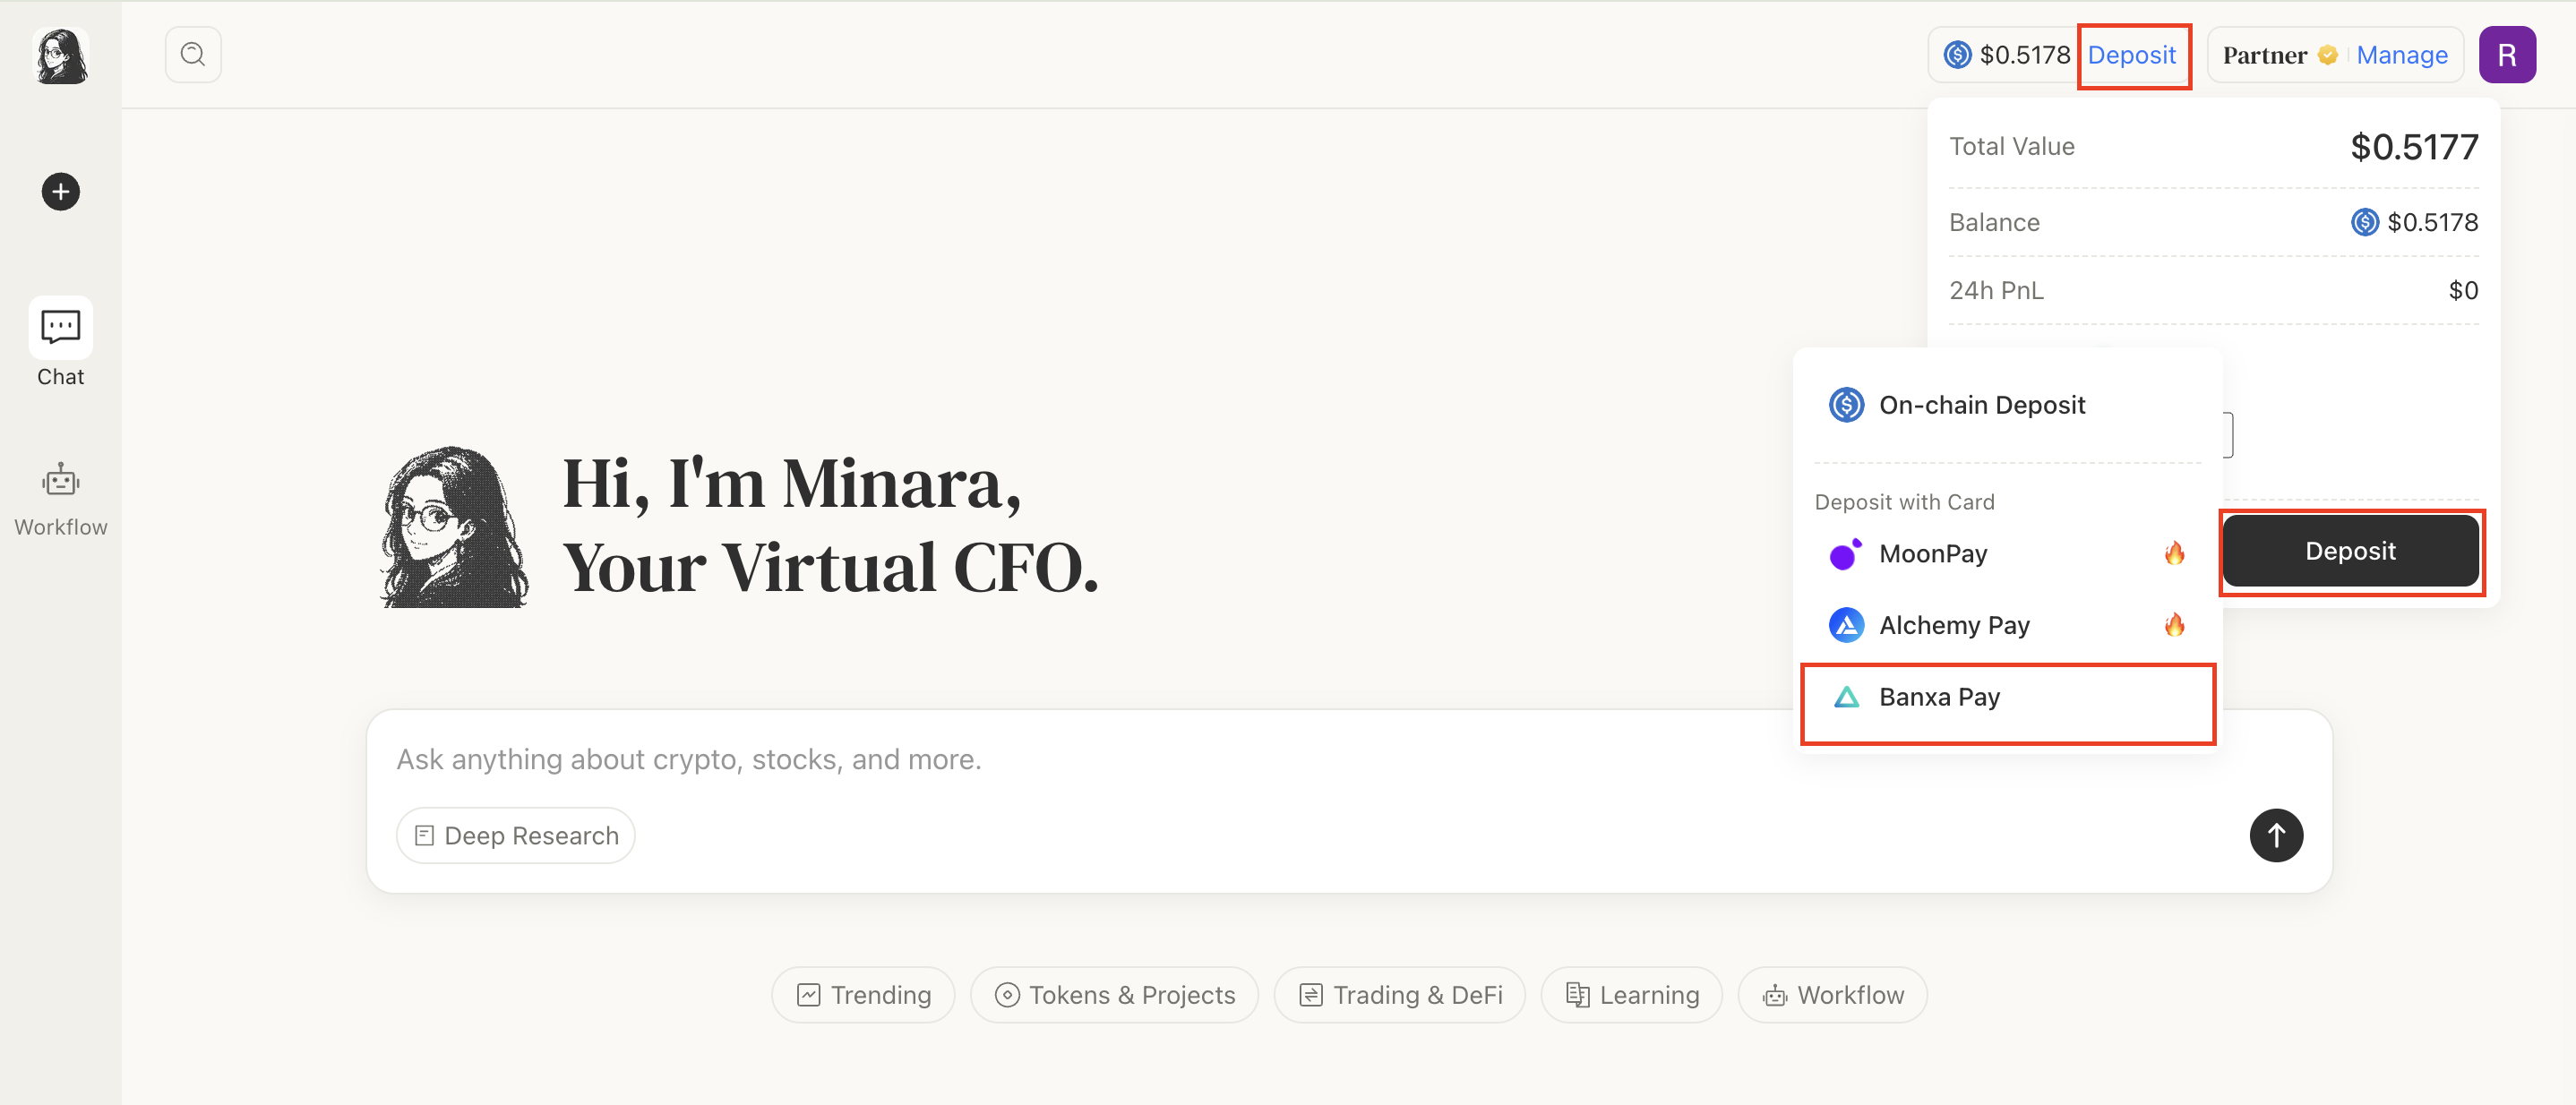 $0.5178 Deposit
Partner Manage
R
Total Value $0.5177
Balance $0.5178
24h PnL $0
Chat
Workflow
On-chain Deposit
Deposit with Card
MoonPay
Alchemy Pay
Banxa Pay
Deposit
Hi, I'm Minara,
Your Virtual CFO.
Ask anything about crypto, stocks, and more.
Deep Research
Trending Tokens & Projects Trading & DeFi Learning Workflow